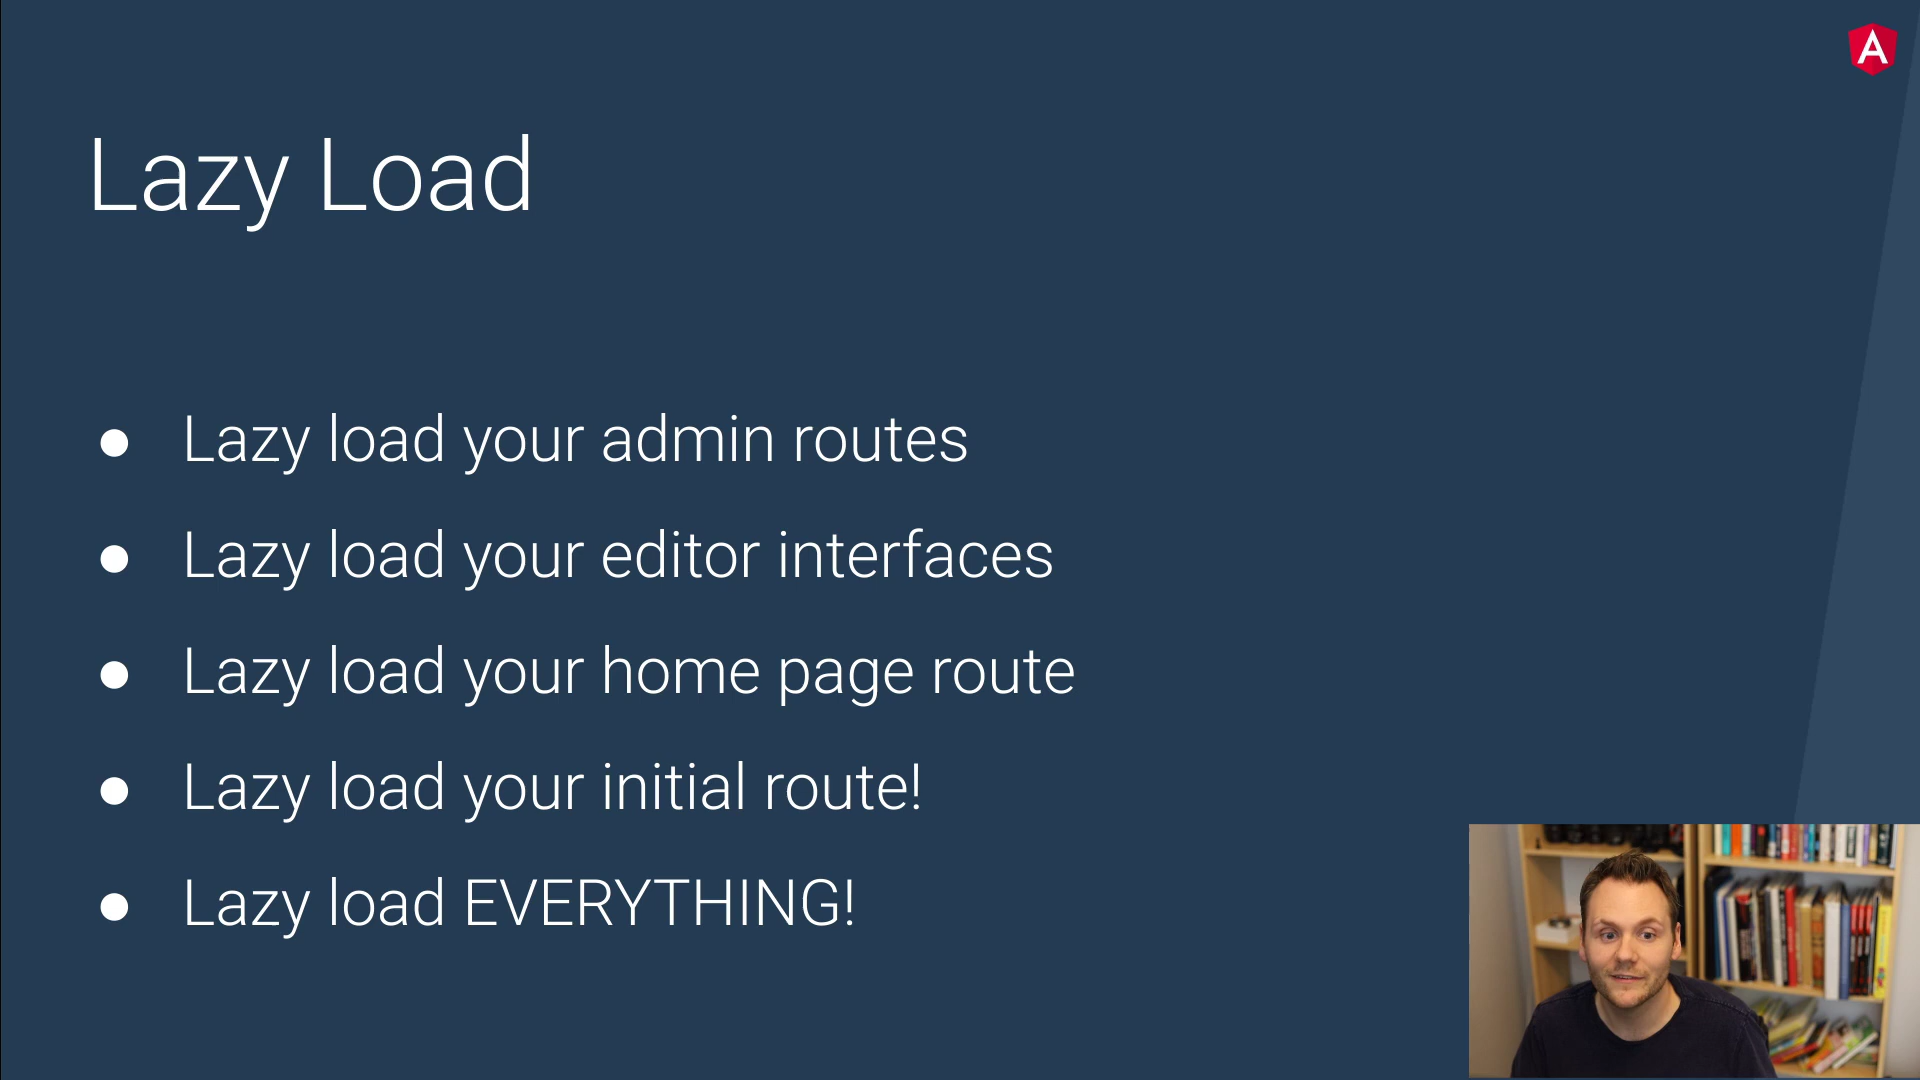 Lazy Load
● Lazy load your admin routes
● Lazy load your editor interfaces
● Lazy load your home page route
● Lazy load your initial route!
● Lazy load EVERYTHING!